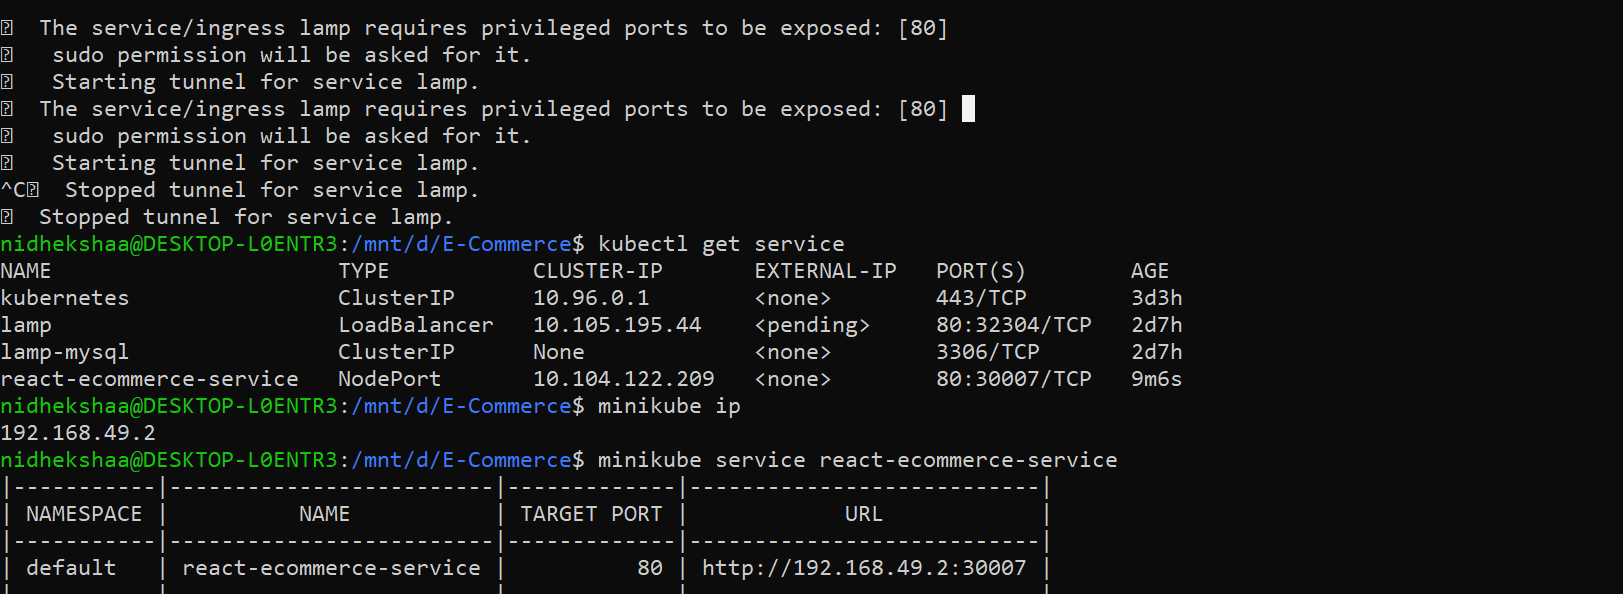 The service/ingress lamp requires privileged ports to be exposed: [80]
sudo permission will be asked for it.
Starting tunnel for service lamp.
The service/ingress lamp requires privileged ports to be exposed: [80]
sudo permission will be asked for it.
Starting tunnel for service lamp.
^C  Stopped tunnel for service lamp.
Stopped tunnel for service lamp.
nidhekshaa@DESKTOP-L0ENTR3:/mnt/d/E-Commerce$ kubectl get service
NAME                      TYPE           CLUSTER-IP       EXTERNAL-IP   PORT(S)        AGE
kubernetes                ClusterIP      10.96.0.1        <none>        443/TCP        3d3h
lamp                      LoadBalancer   10.105.195.44    <pending>     80:32304/TCP   2d7h
lamp-mysql                ClusterIP      None             <none>        3306/TCP       2d7h
react-ecommerce-service   NodePort       10.104.122.209   <none>        80:30007/TCP   9m6s
nidhekshaa@DESKTOP-L0ENTR3:/mnt/d/E-Commerce$ minikube ip
192.168.49.2
nidhekshaa@DESKTOP-L0ENTR3:/mnt/d/E-Commerce$ minikube service react-ecommerce-service
|-----------|-------------------------|-------------|---------------------------|
| NAMESPACE |          NAME           | TARGET PORT |            URL            |
|-----------|-------------------------|-------------|---------------------------|
| default   | react-ecommerce-service |          80 | http://192.168.49.2:30007 |